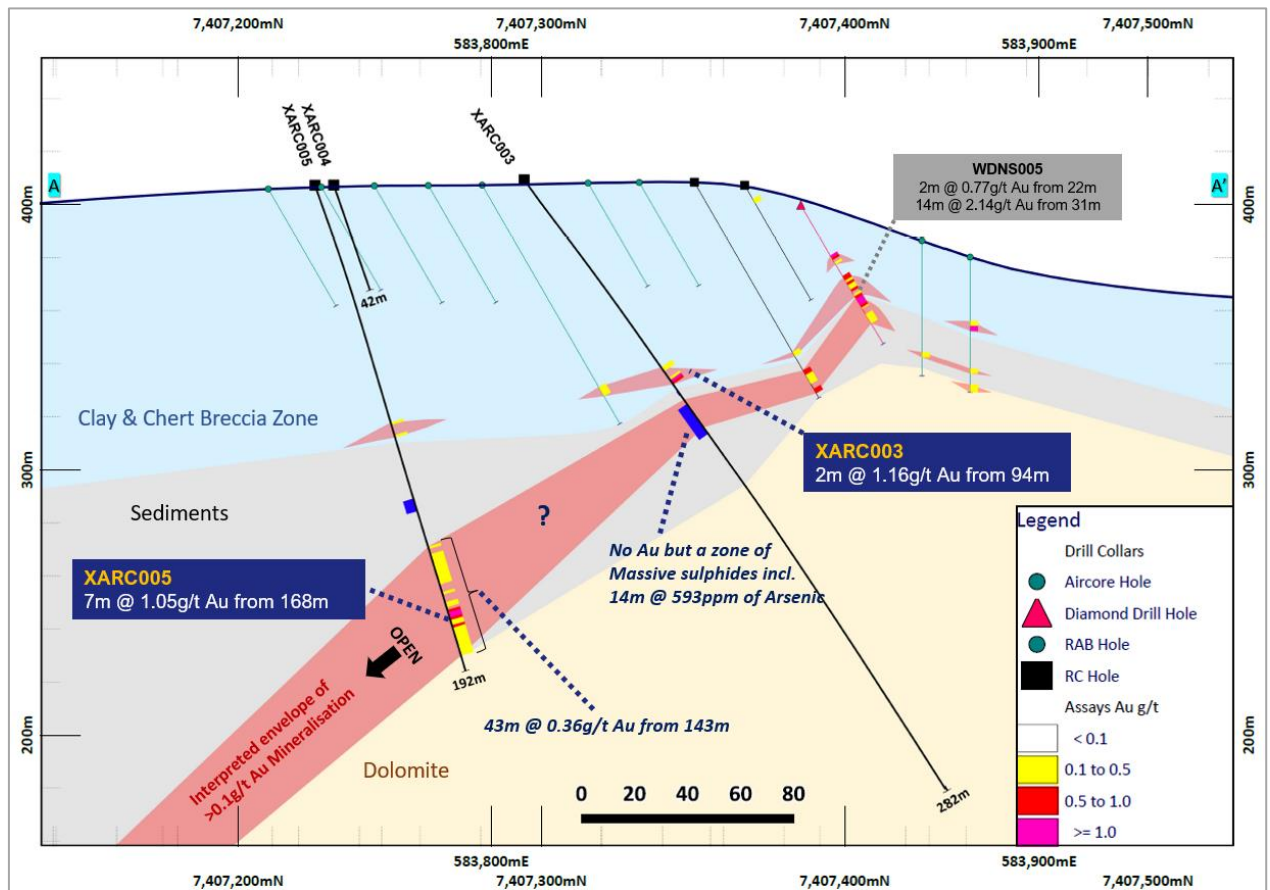 7,407,200mN 7,407,300mN 7,407,400mN 7,407,500mN
583,800mE 583,900mE
XARC005
XARC004
XARC003
WDNS005
2m @ 0.77g/t Au from 22m
14m @ 2.14g/t Au from 31m
A
A'
400m
400m
42m
Clay & Chert Breccia Zone
XARC003
2m @ 1.16g/t Au from 94m
300m
300m
Sediments
?
No Au but a zone of
Massive sulphides incl.
14m @ 593ppm of Arsenic
XARC005
7m @ 1.05g/t Au from 168m
OPEN
192m
43m @ 0.36g/t Au from 143m
Interpreted envelope of
>0.1g/t Au Mineralisation
200m
200m
Dolomite
0 20 40 60 80
282m
Legend
Drill Collars
Aircore Hole
Diamond Drill Hole
RAB Hole
RC Hole
Assays Au g/t
< 0.1
0.1 to 0.5
0.5 to 1.0
>= 1.0
583,800mE 583,900mE
7,407,200mN 7,407,300mN 7,407,400mN 7,407,500mN